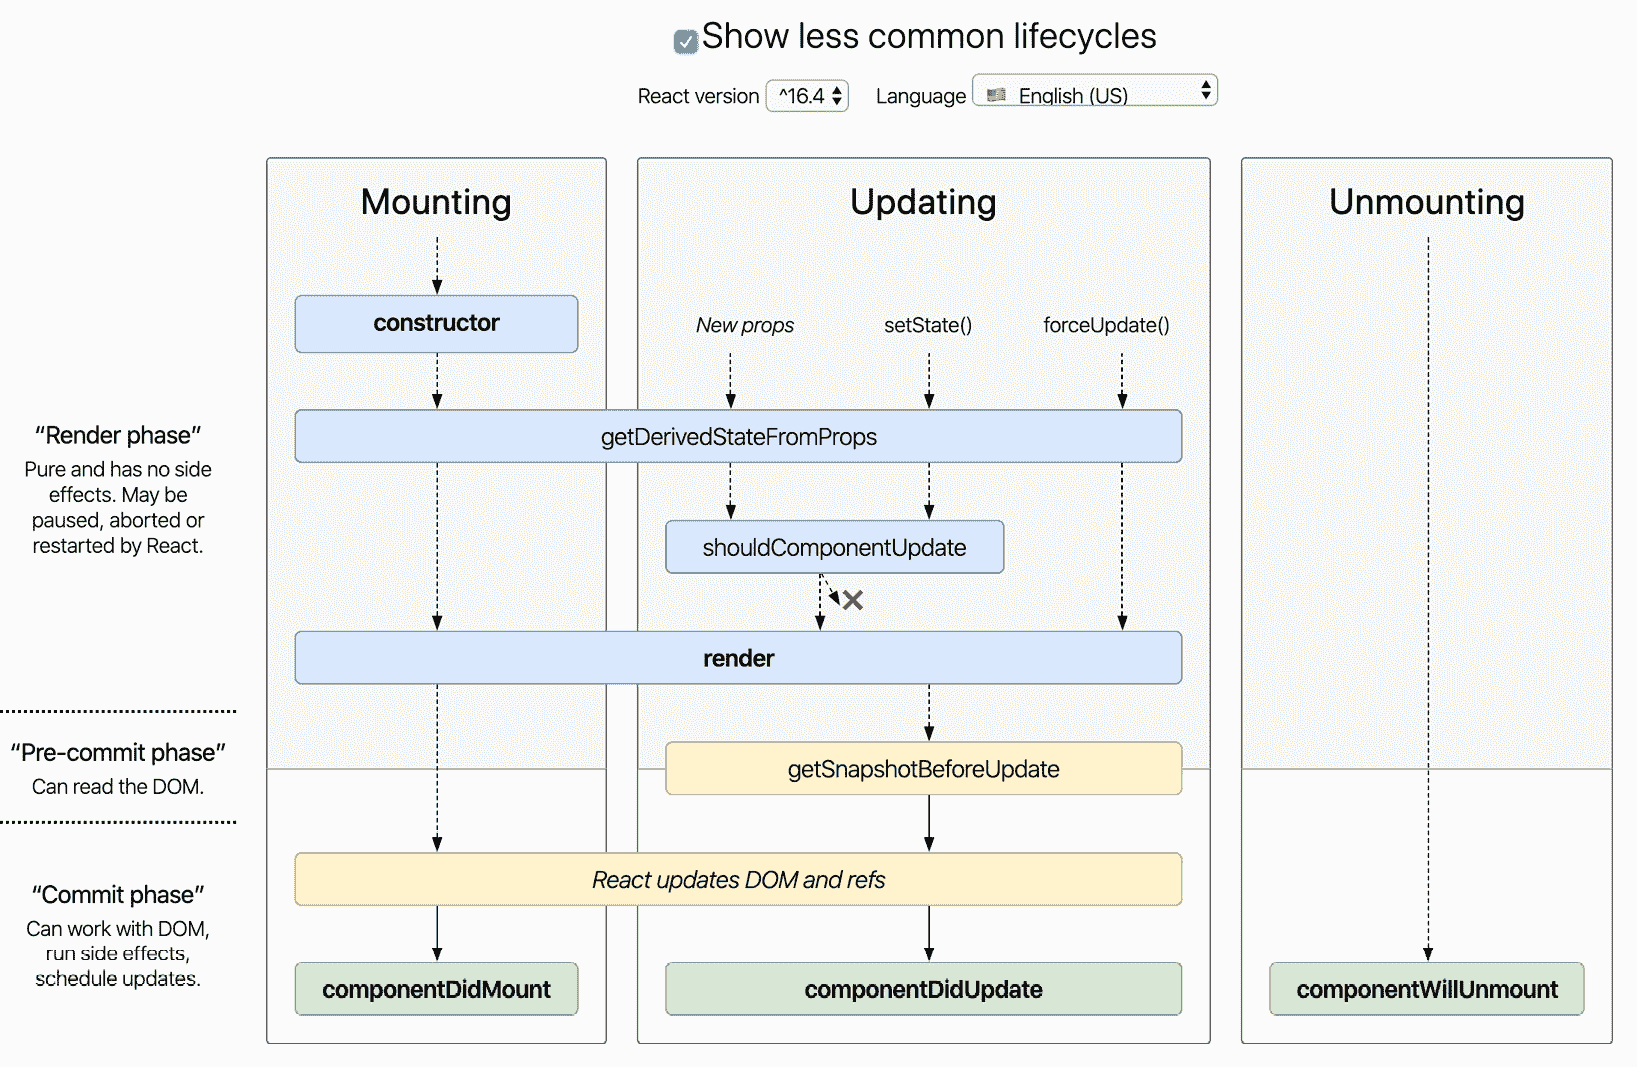 Show less common lifecycles
React version ^16.4 Language English (US)
Mounting
Updating
Unmounting
constructor
New props
setState()
forceUpdate()
getDerivedStateFromProps
“Render phase”
Pure and has no side
effects. May be
paused, aborted or
restarted by React.
shouldComponentUpdate
render
“Pre-commit phase”
Can read the DOM.
getSnapshotBeforeUpdate
React updates DOM and refs
“Commit phase”
Can work with DOM,
run side effects,
schedule updates.
componentDidMount
componentDidUpdate
componentWillUnmount